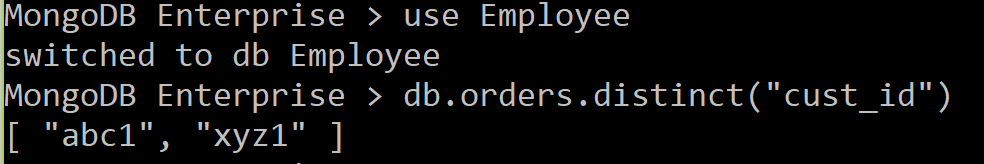 MongoDB Enterprise > use Employee
switched to db Employee
MongoDB Enterprise > db.orders.distinct("cust_id")
[ "abc1", "xyz1" ]